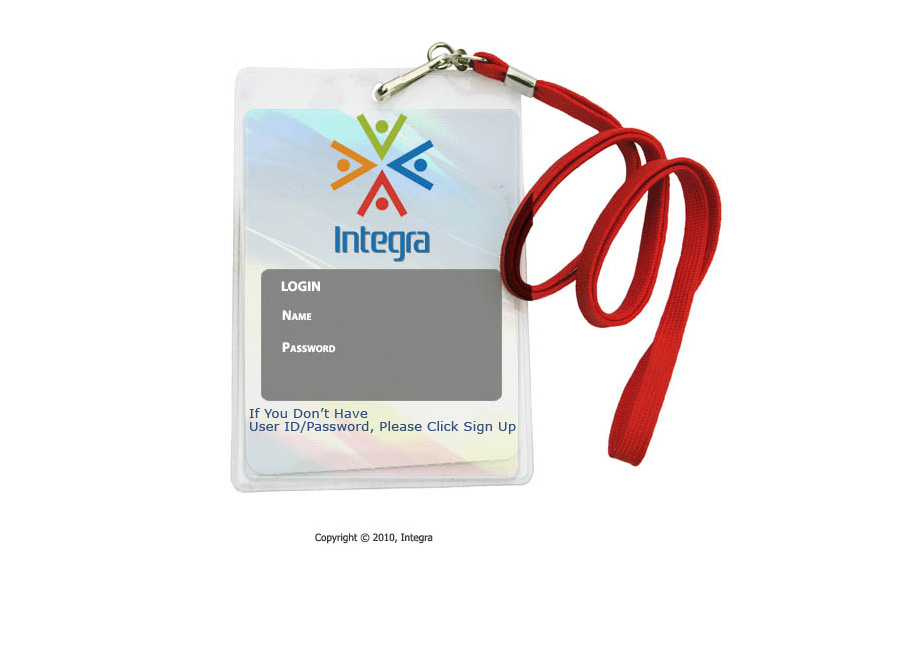 Integra
LOGIN
Name
Password
If You Don’t Have
User ID/Password, Please Click Sign Up
Copyright © 2010, Integra